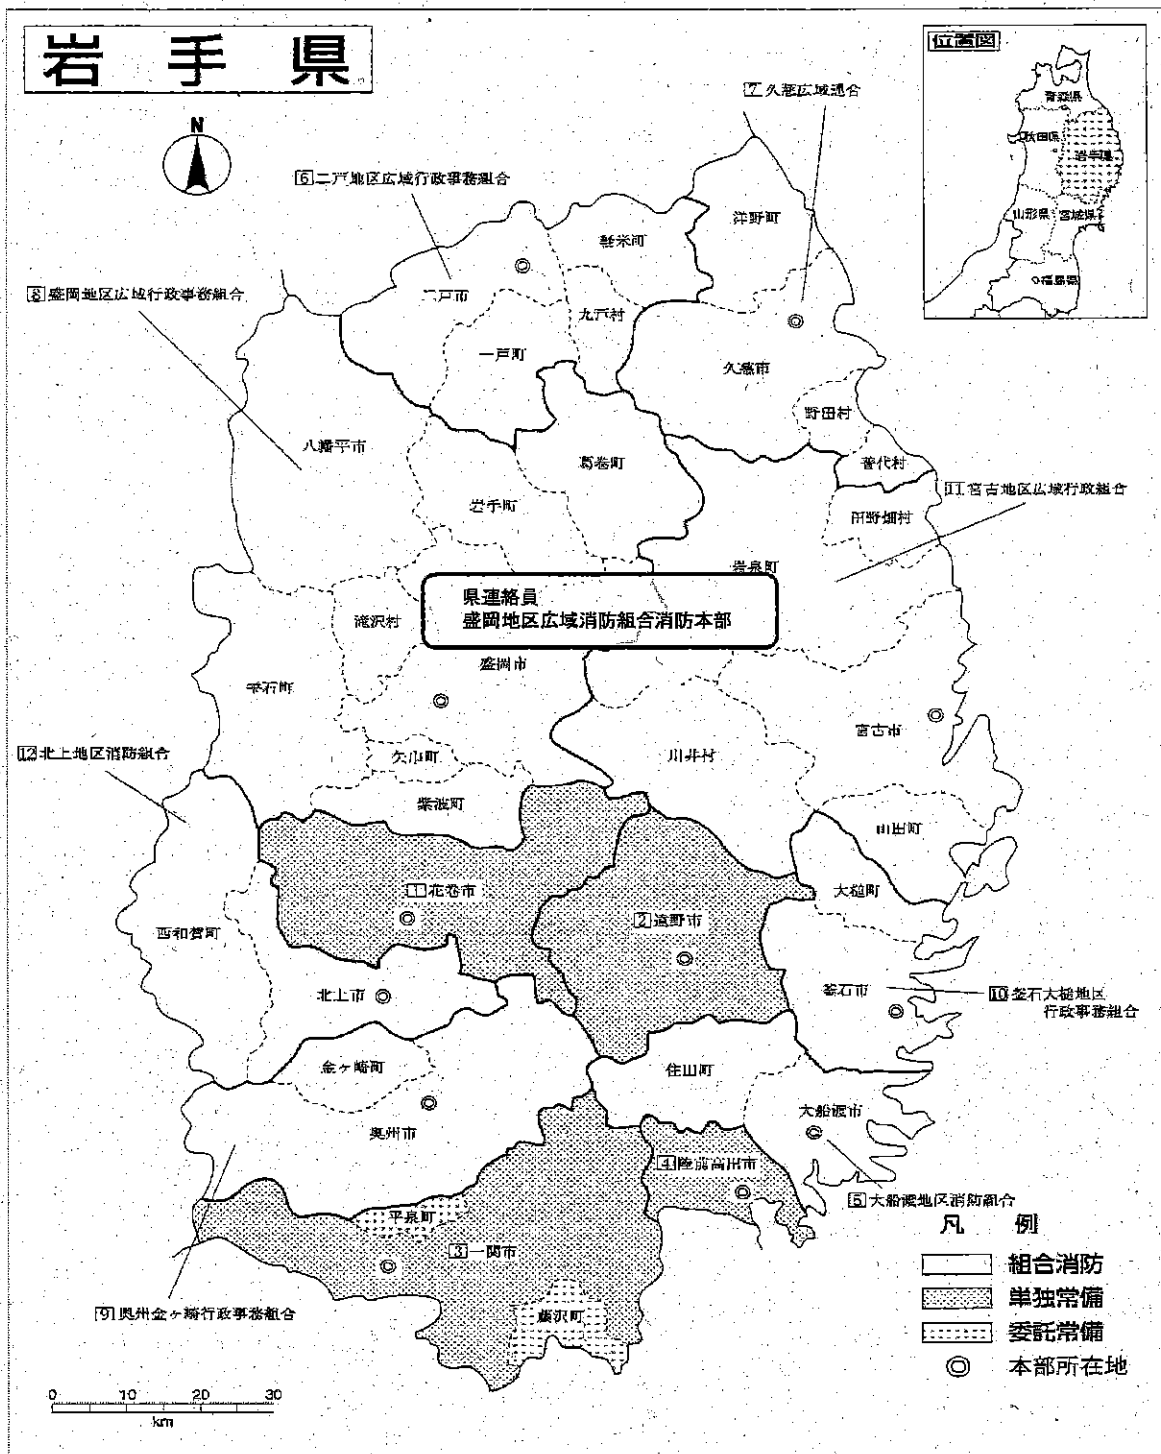 岩手県
位置図
青森県
秋田県
岩手県
山形県
宮城県
福島県
N
7 久慈広域連合
6 二戸地区広域行政事務組合
8 盛岡地区広域行政事務組合
洋野町
軽米町
二戸市
九戸村
一戸町
久慈市
野田村
普代村
八幡平市
葛巻町
岩手町
11 宮古地区広域行政組合
田野畑村
岩泉町
県連絡員
盛岡地区広域消防組合消防本部
滝沢村
盛岡市
雫石町
宮古市
12 北上地区消防組合
矢巾町
川井村
紫波町
山田町
1 花巻市
大槌町
2 遠野市
西和賀町
北上市
釜石市
10 釜石大槌地区
行政事務組合
金ヶ崎町
住田町
大船渡市
奥州市
4 陸前高田市
5 大船渡地区消防組合
平泉町
3 一関市
9 奥州金ヶ崎行政事務組合
藤沢町
凡例
組合消防
単独常備
委託常備
本部所在地
0 10 20 30
km